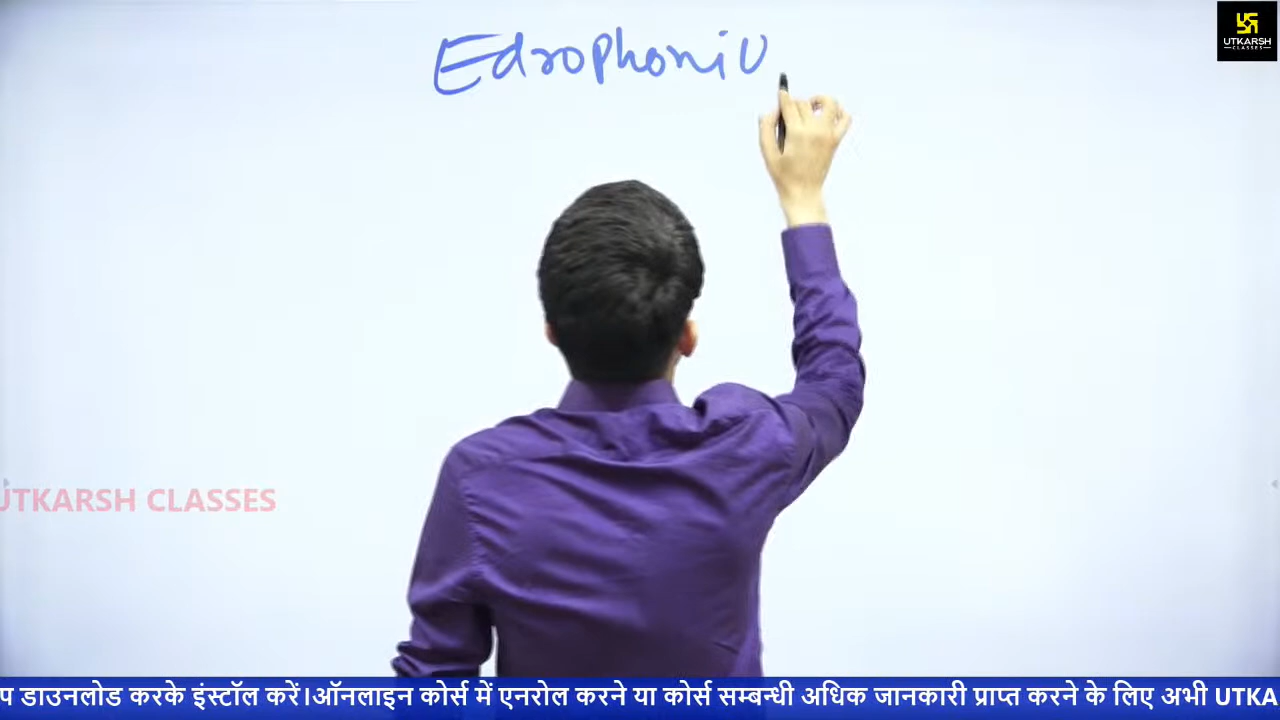 EdrophoniU
UTKARSH
CLASSES
UTKARSH CLASSES
प डाउनलोड करके इंस्टॉल करें।ऑनलाइन कोर्स में एनरोल करने या कोर्स सम्बन्धी अधिक जानकारी प्राप्त करने के लिए अभी UTKA